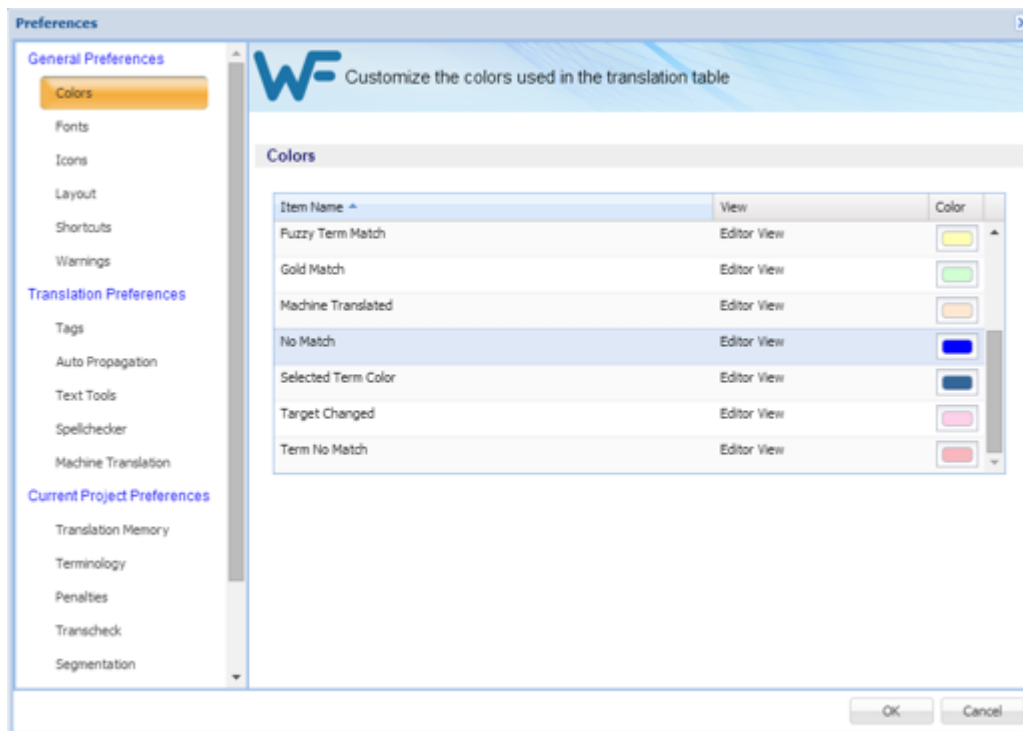 Preferences
General Preferences
Colors
Fonts
Icons
Layout
Shortcuts
Warnings
Translation Preferences
Tags
Auto Propagation
Text Tools
Spellchecker
Machine Translation
Current Project Preferences
Translation Memory
Terminology
Penalties
Transcheck
Segmentation
WF Customize the colors used in the translation table
Colors
Item Name View Color
Fuzzy Term Match Editor View
Gold Match Editor View
Machine Translated Editor View
No Match Editor View
Selected Term Color Editor View
Target Changed Editor View
Term No Match Editor View
OK Cancel